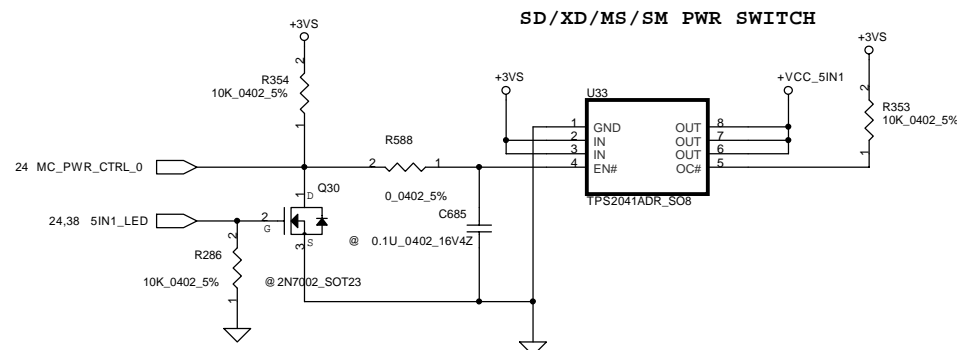 SD/XD/MS/SM PWR SWITCH
+3VS
2
R354
10K_0402_5%
1
24 MC_PWR_CTRL_0
24,38 5IN1_LED
R588
2 1
0_0402_5%
1
D
Q30
2
G
S
3
@2N7002_SOT23
2
R286
10K_0402_5%
1
C685
@ 0.1U_0402_16V4Z
+3VS
U33
1 GND OUT 8
2 IN OUT 7
3 IN OUT 6
4 EN# OC# 5
TPS2041ADR_SO8
+VCC_5IN1
+3VS
2
R353
10K_0402_5%
1